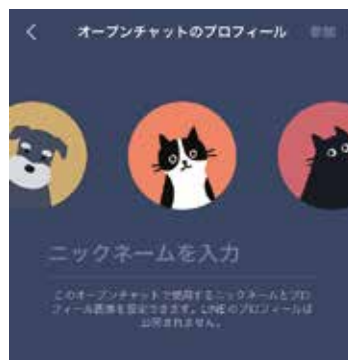 オープンチャットのプロフィール 参加
ニックネームを入力
このオープンチャットで使用するニックネームとプロ
フィール画像を設定できます。LINEのプロフィールは
公開されません。